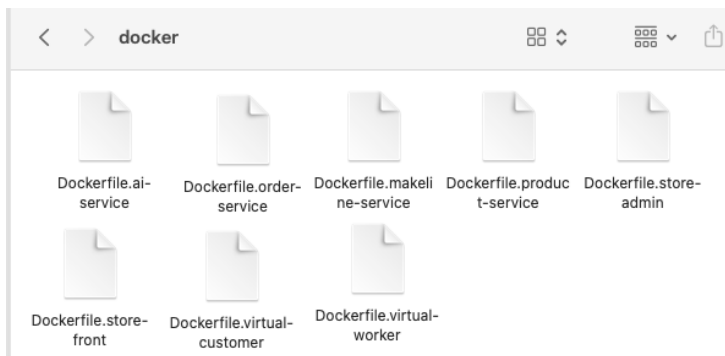 docker
Dockerfile.ai-
service
Dockerfile.order-
service
Dockerfile.makeli
ne-service
Dockerfile.produc
t-service
Dockerfile.store-
admin
Dockerfile.store-
front
Dockerfile.virtual-
customer
Dockerfile.virtual-
worker